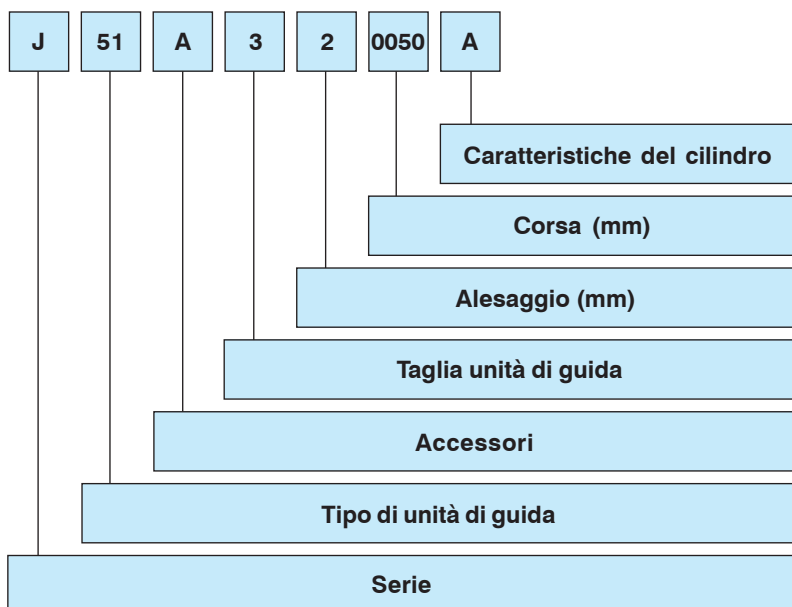 J 51 A 3 2 0050 A
Caratteristiche del cilindro
Corsa (mm)
Alesaggio (mm)
Taglia unità di guida
Accessori
Tipo di unità di guida
Serie